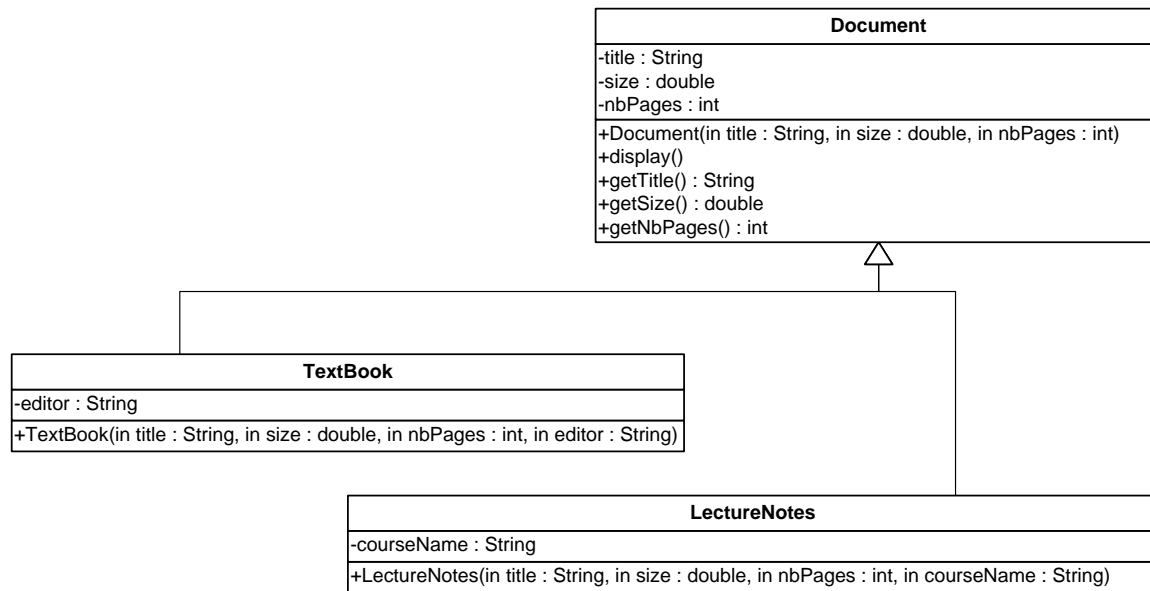 Document
-title : String
-size : double
-nbPages : int
+Document(in title : String, in size : double, in nbPages : int)
+display()
+getTitle() : String
+getSize() : double
+getNbPages() : int
TextBook
-editor : String
+TextBook(in title : String, in size : double, in nbPages : int, in editor : String)
LectureNotes
-courseName : String
+LectureNotes(in title : String, in size : double, in nbPages : int, in courseName : String)